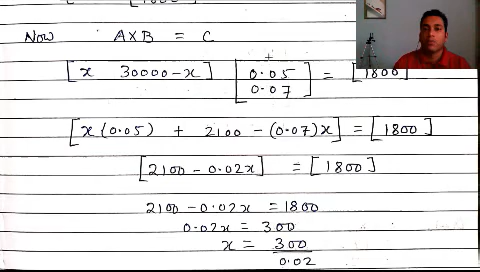 [1800]
Now A×B = C
[x 30000-x] [0.05 0.07] = [1800]
[x(0.05) + 2100 - (0.07)x] = [1800]
[2100 - 0.02x] = [1800]
2100 - 0.02x = 1800
0.02x = 300
x = 300/0.02